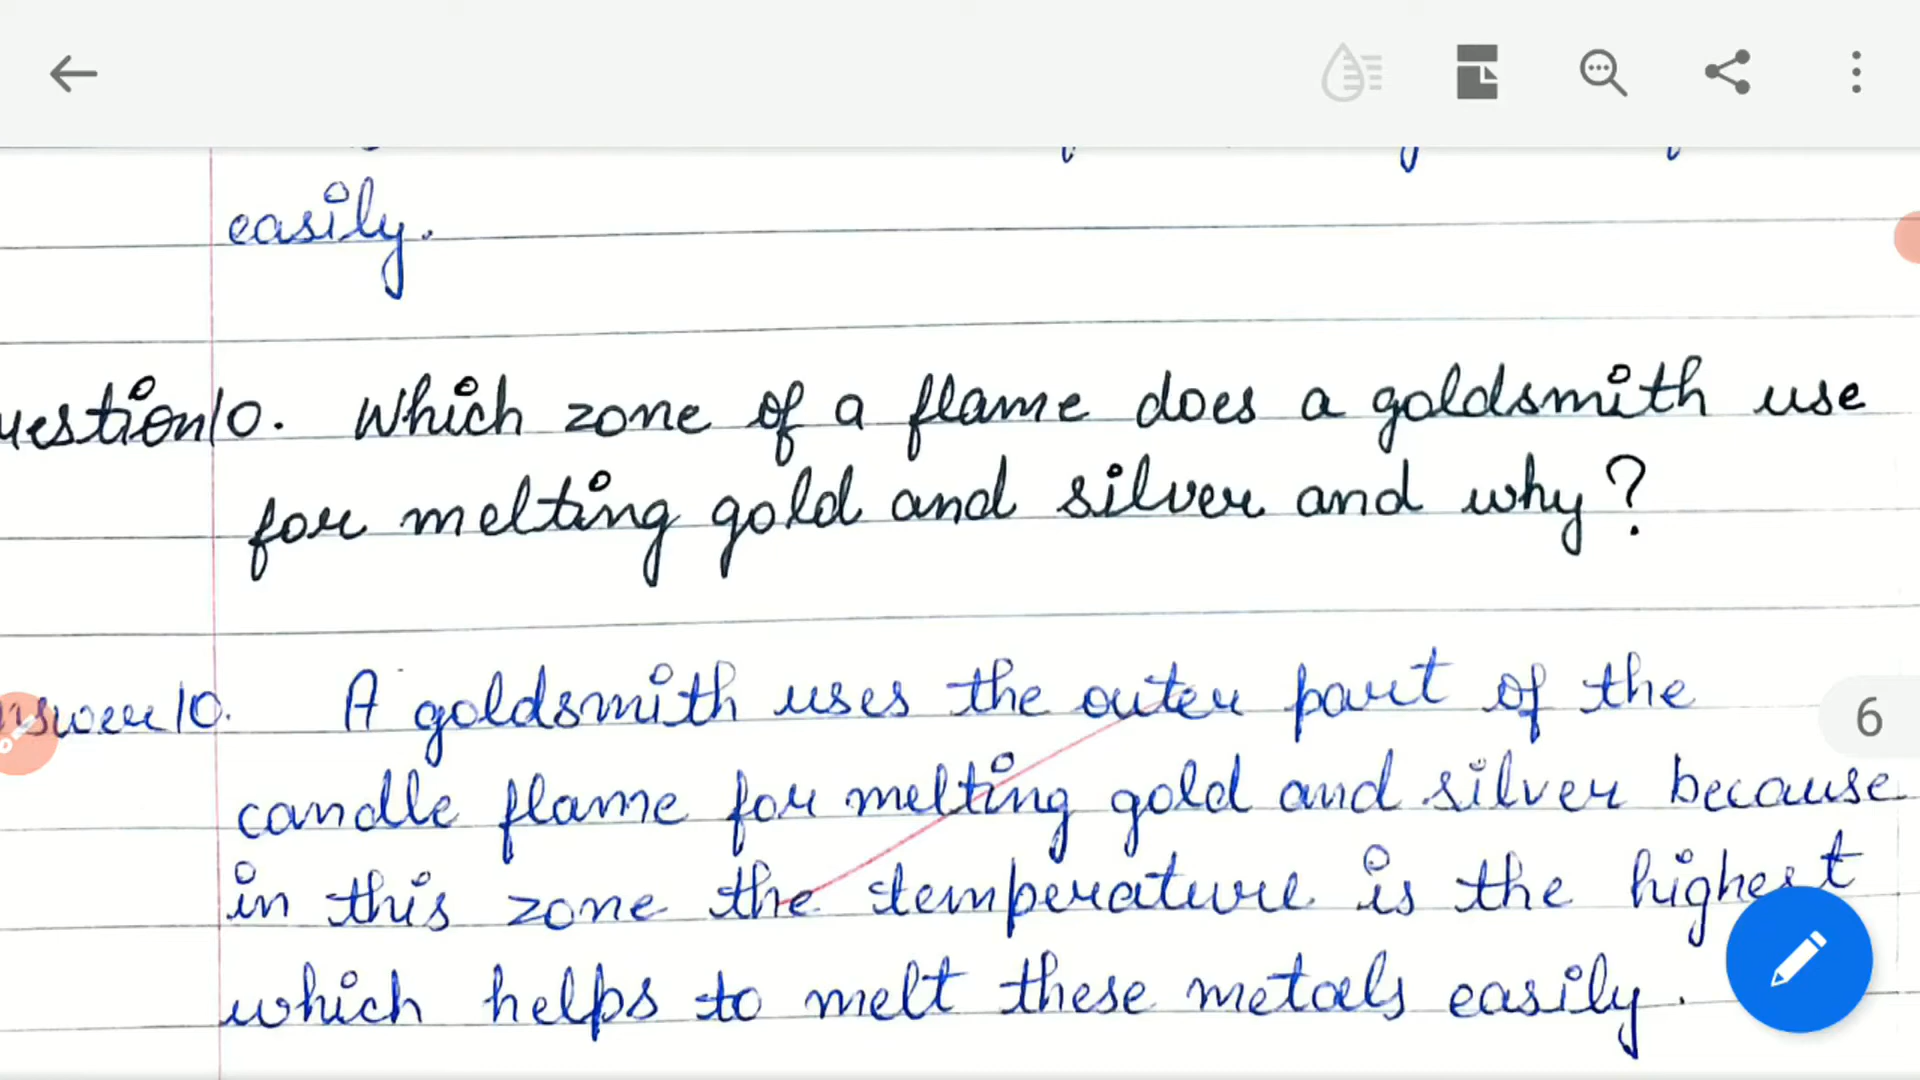 easily.
uestion10. Which zone of a flame does a goldsmith use
for melting gold and silver and why?
nswer10. A goldsmith uses the outer part of the
6
candle flame for melting gold and silver because
in this zone the temperature is the highest
which helps to melt these metals easily.